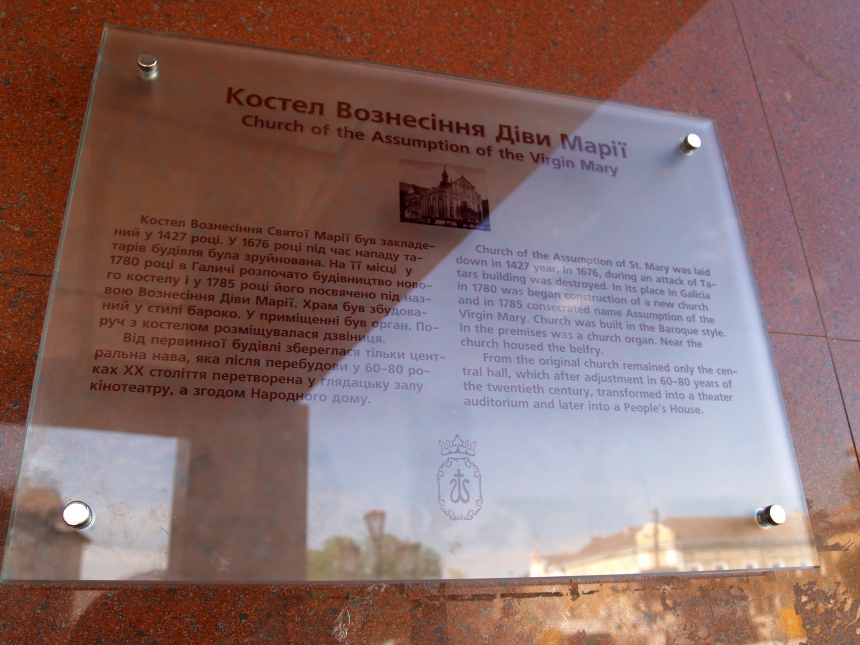 Костел Вознесіння Діви Марії
Church of the Assumption of the Virgin Mary
Костел Вознесіння Святої Марії був закладе-
ний у 1427 році. У 1676 році під час нападу та-
тарів будівля була зруйнована. На її місці у
1780 році в Галичі розпочато будівництво ново-
го костелу і у 1785 році його посвячено під наз-
вою Вознесіння Діви Марії. Храм був збудова-
ний у стилі бароко. У приміщенні був орган. По-
руч з костелом розміщувалася дзвіниця.
Від первинної будівлі збереглася тільки цент-
ральна нава, яка після перебудови у 60–80 ро-
ках ХХ століття перетворена у глядацьку залу
кінотеатру, а згодом Народного дому.
Church of the Assumption of St. Mary was laid
down in 1427 year. In 1676, during an attack of Ta-
tars building was destroyed. In its place in Galicia
in 1780 was began construction of a new church
and in 1785 consecrated name Assumption of the
Virgin Mary. Church was built in the Baroque style.
In the premises was a church organ. Near the
church housed the belfry.
From the original church remained only the cen-
tral hall, which after adjustment in 60-80 years of
the twentieth century, transformed into a theater
auditorium and later into a People's House.